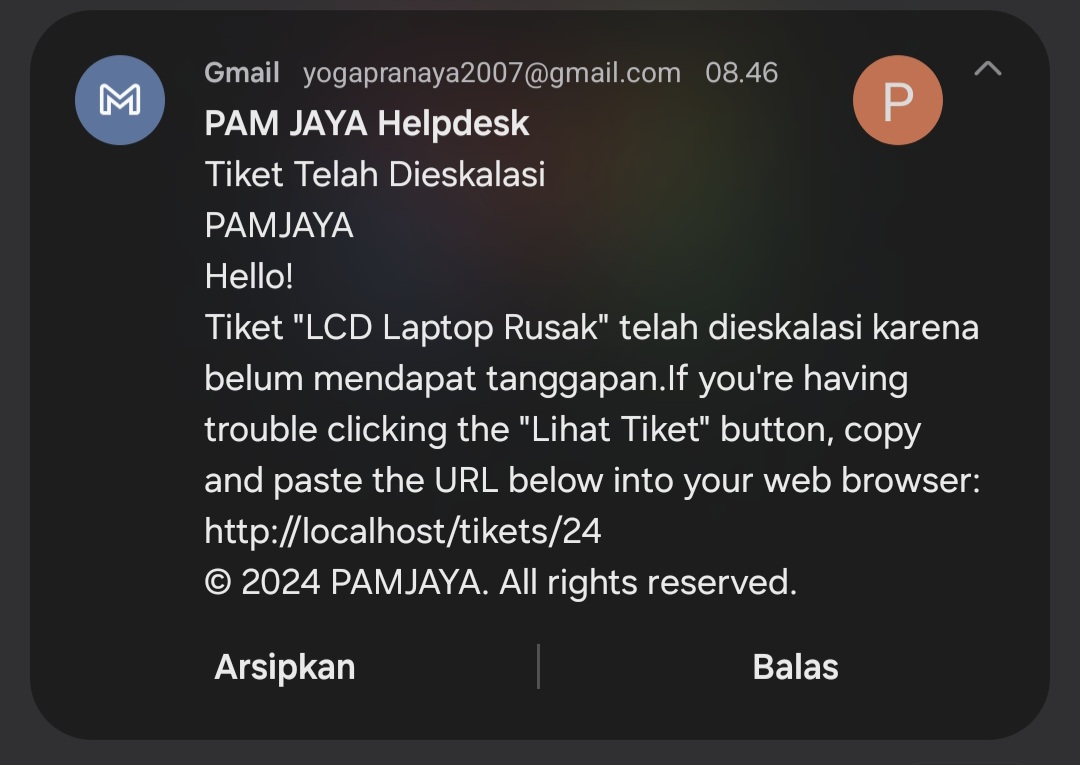 Gmail yogapranaya2007@gmail.com 08.46
P
PAM JAYA Helpdesk
Tiket Telah Dieskalasi
PAMJAYA
Hello!
Tiket "LCD Laptop Rusak" telah dieskalasi karena
belum mendapat tanggapan.If you're having
trouble clicking the "Lihat Tiket" button, copy
and paste the URL below into your web browser:
http://localhost/tikets/24
© 2024 PAMJAYA. All rights reserved.
Arsipkan
Balas